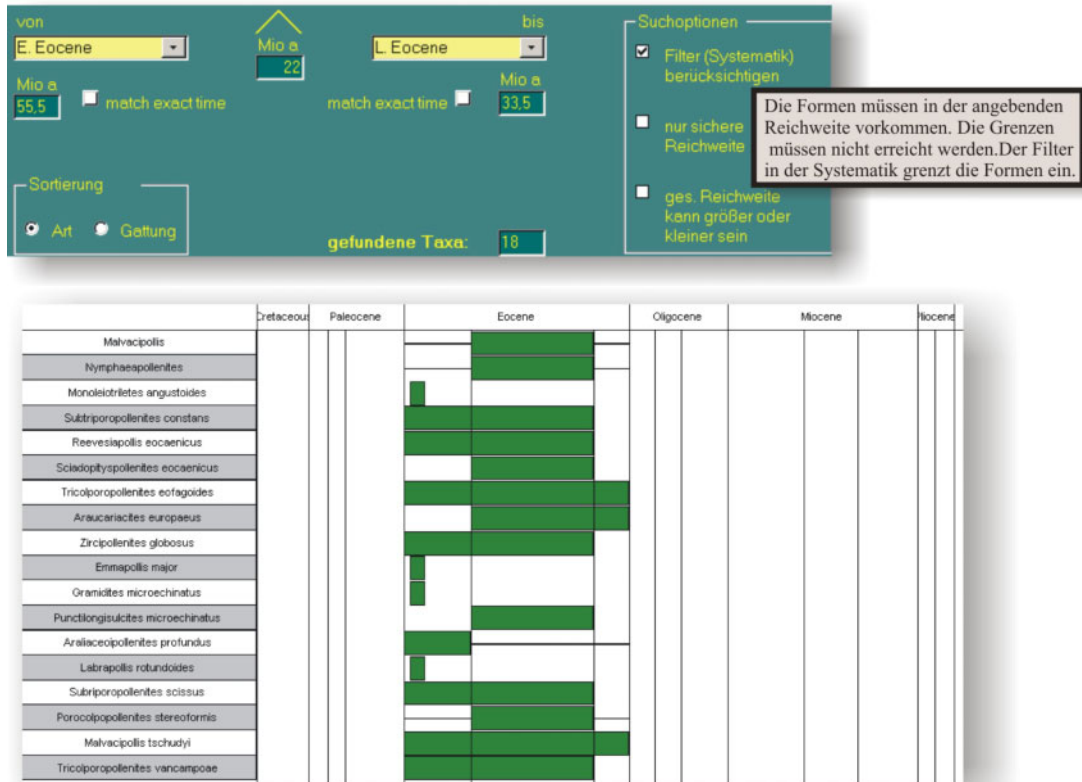 von
bis
E. Eocene
Mio a
22
L. Eocene
Mio a
55,5
match exact time
match exact time
Mio a
33,5
Sortierung
Art
Gattung
gefundene Taxa:
18
Suchoptionen
Filter (Systematik)
berücksichtigen
nur sichere
Reichweite
ges. Reichweite
kann größer oder
kleiner sein
Die Formen müssen in der angebenden
Reichweite vorkommen. Die Grenzen
müssen nicht erreicht werden.Der Filter
in der Systematik grenzt die Formen ein.
Paleocene
Eocene
Oligocene
Miocene
Malvacipollis
Nymphaeapollenites
Monoleiotriletes angustoides
Subtriporopollenites constans
Reevesiapollis eocaenicus
Sciadopityspollenites eocaenicus
Tricolporopollenites eofagoides
Araucariacites europaeus
Zircipollenites globosus
Emmapollis major
Gramidites microechinatus
Punctilongisulcites microechinatus
Araliaceoipollenites profundus
Labrapollis rotundoides
Subriporopollenites scissus
Porocolpopollenites stereoformis
Malvacipollis tschudyi
Tricolporopollenites vancampoae